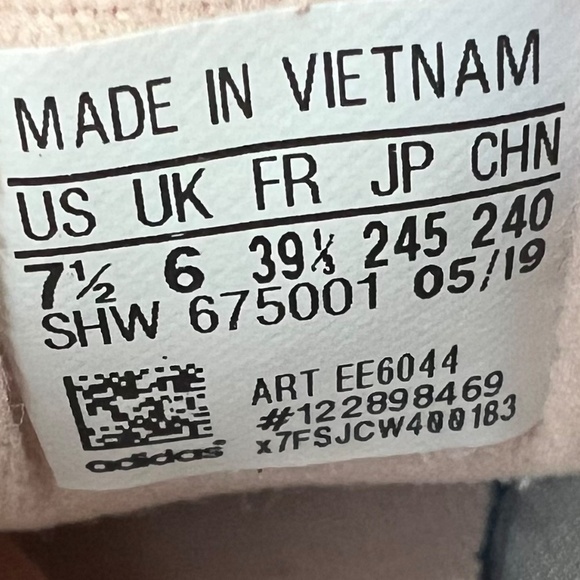 MADE IN VIETNAM
US UK FR JP CHN
7½ 6 39⅓ 245 240
SHW 675001 05/19
ART EE6044
#122898469
x7FSJCW400183
adidas